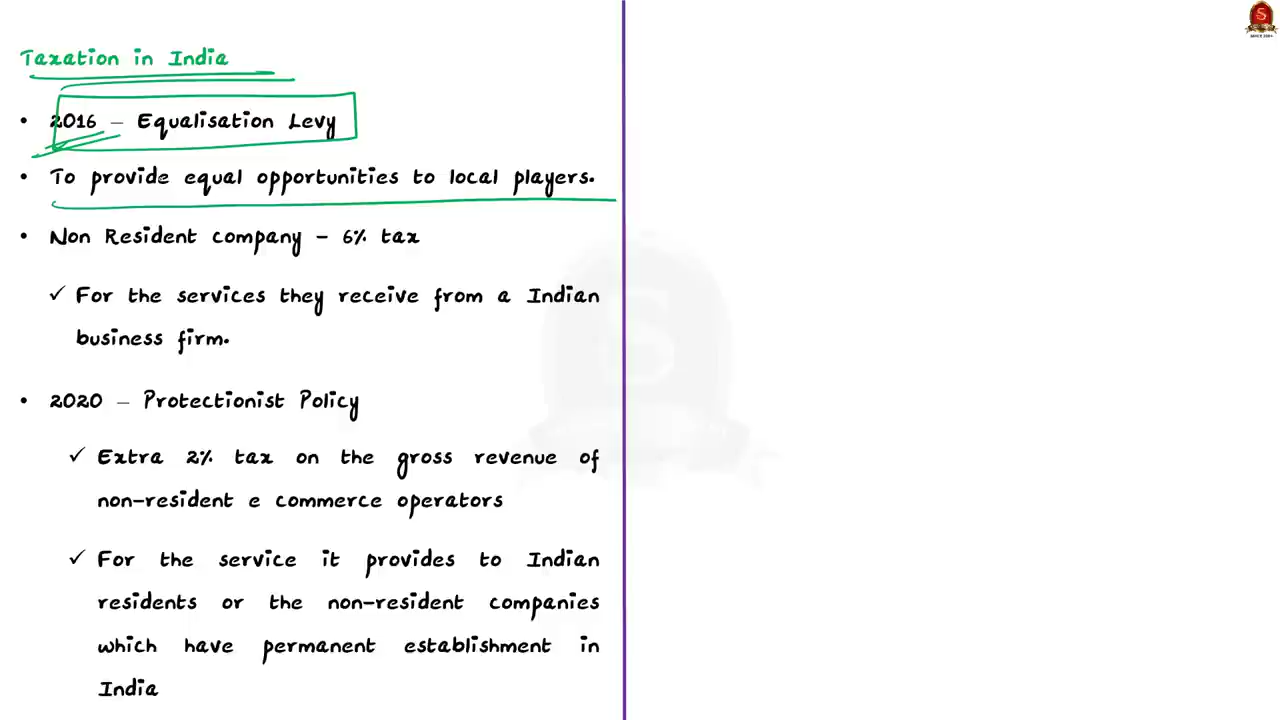 Taxation in India
• 2016 – Equalisation Levy
• To provide equal opportunities to local players.
• Non Resident company – 6% tax
✓ For the services they receive from a Indian
business firm.
• 2020 – Protectionist Policy
✓ Extra 2% tax on the gross revenue of
non-resident e commerce operators
✓ For the service it provides to Indian
residents or the non-resident companies
which have permanent establishment in
India
S